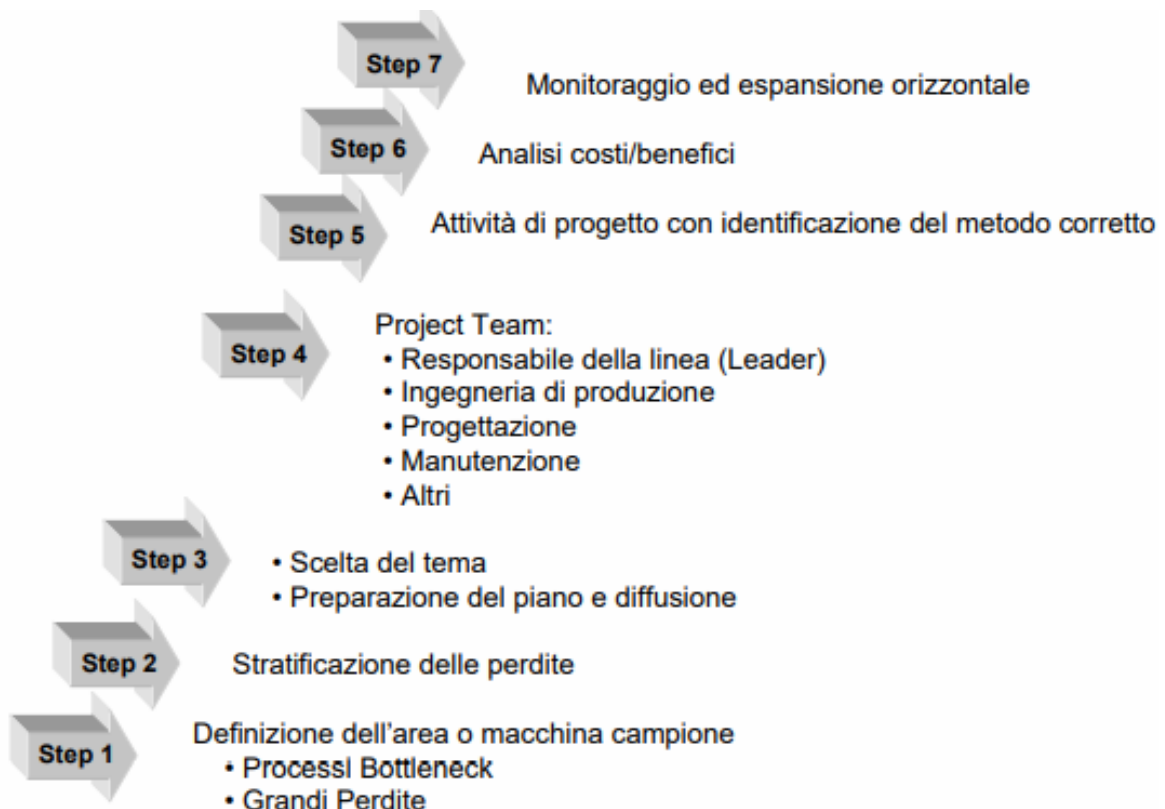 Step 7
Monitoraggio ed espansione orizzontale
Step 6
Analisi costi/benefici
Step 5
Attività di progetto con identificazione del metodo corretto
Step 4
Project Team:
• Responsabile della linea (Leader)
• Ingegneria di produzione
• Progettazione
• Manutenzione
• Altri
Step 3
• Scelta del tema
• Preparazione del piano e diffusione
Step 2
Stratificazione delle perdite
Step 1
Definizione dell'area o macchina campione
• Processi Bottleneck
• Grandi Perdite